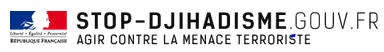 STOP-DJIHADISME.GOUV.FR
AGIR CONTRE LA MENACE TERRORISTE
Liberté • Égalité • Fraternité
RÉPUBLIQUE FRANÇAISE